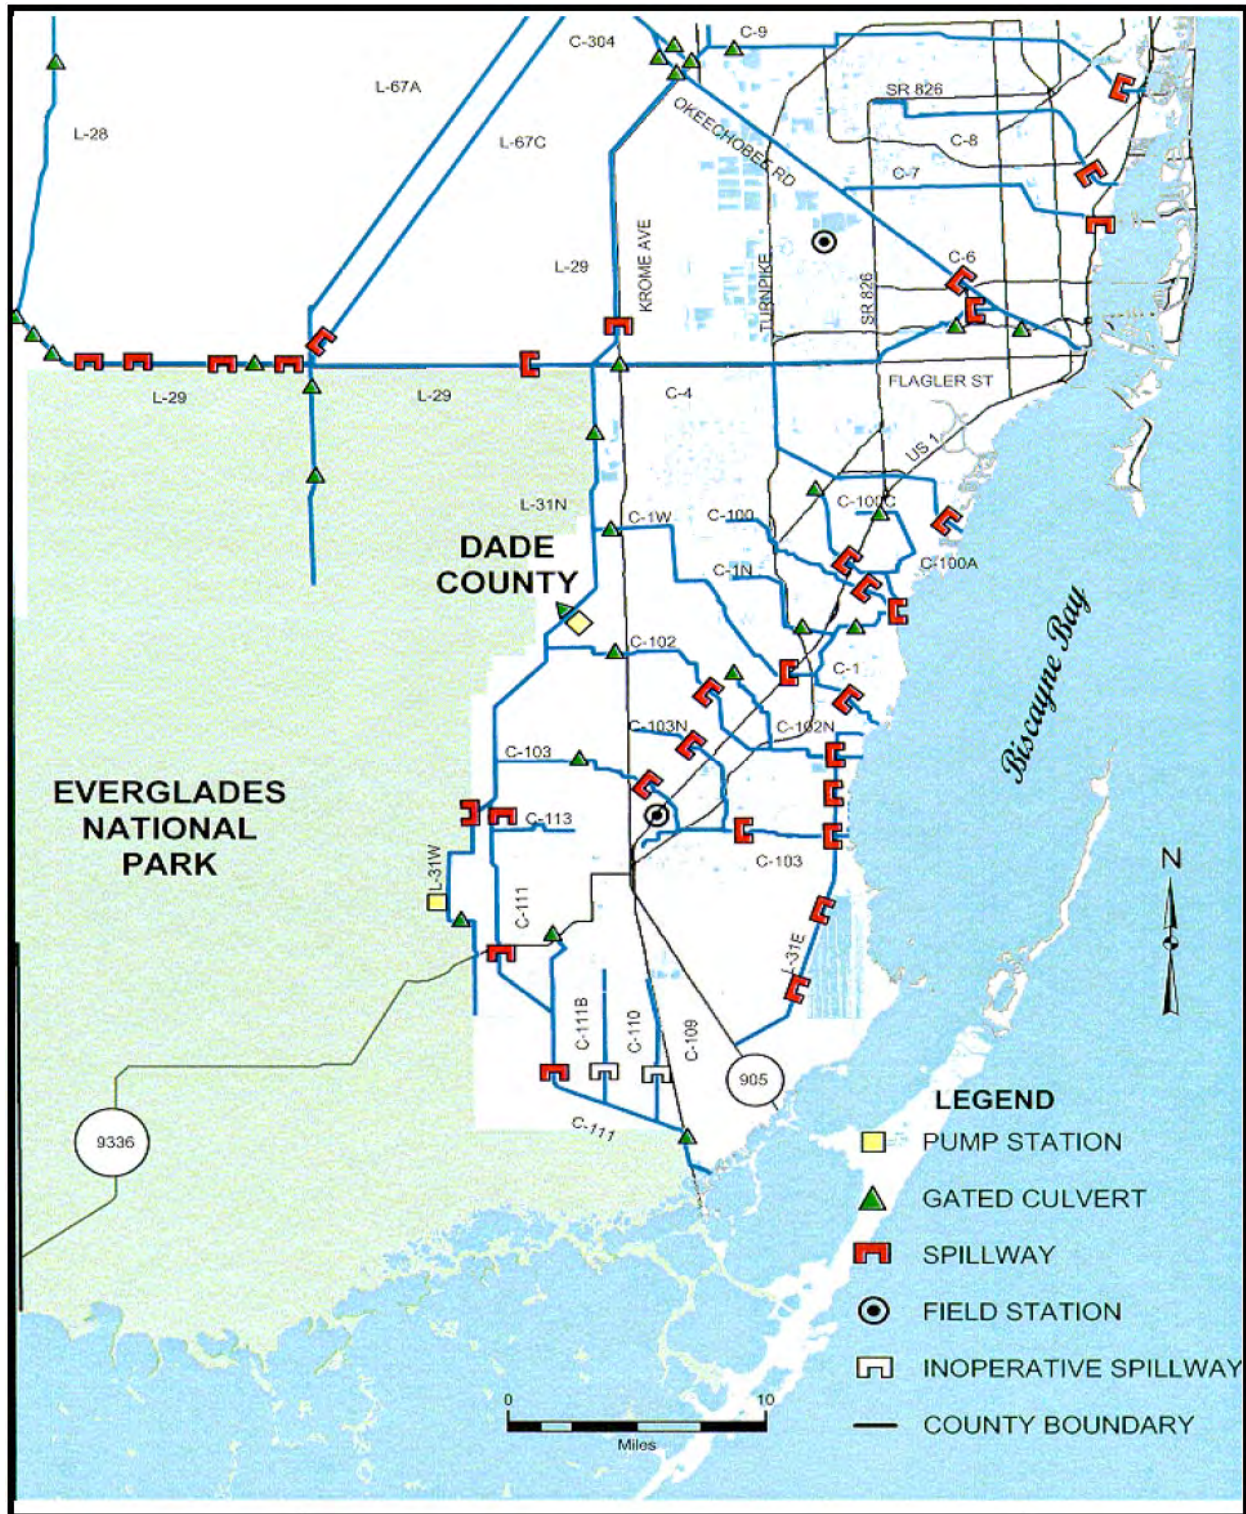 C-304
C-9
L-67A
SR 826
L-28
OKEECHOBEE RD
L-67C
C-8
C-7
L-29
KROME AVE
TURNPIKE
SR 826
C-6
L-29
L-29
C-4
FLAGLER ST
US 1
L-31N
C-1W
C-100
C-100C
DADE
COUNTY
C-1N
C-100A
Biscayne Bay
C-102
C-1
C-103N
C-102N
C-103
EVERGLADES
NATIONAL
PARK
C-113
L-31W
C-103
C-111
N
L-31E
C-111B
C-110
C-109
905
C-111
9336
LEGEND
PUMP STATION
GATED CULVERT
SPILLWAY
FIELD STATION
INOPERATIVE SPILLWAY
COUNTY BOUNDARY
0 10
Miles